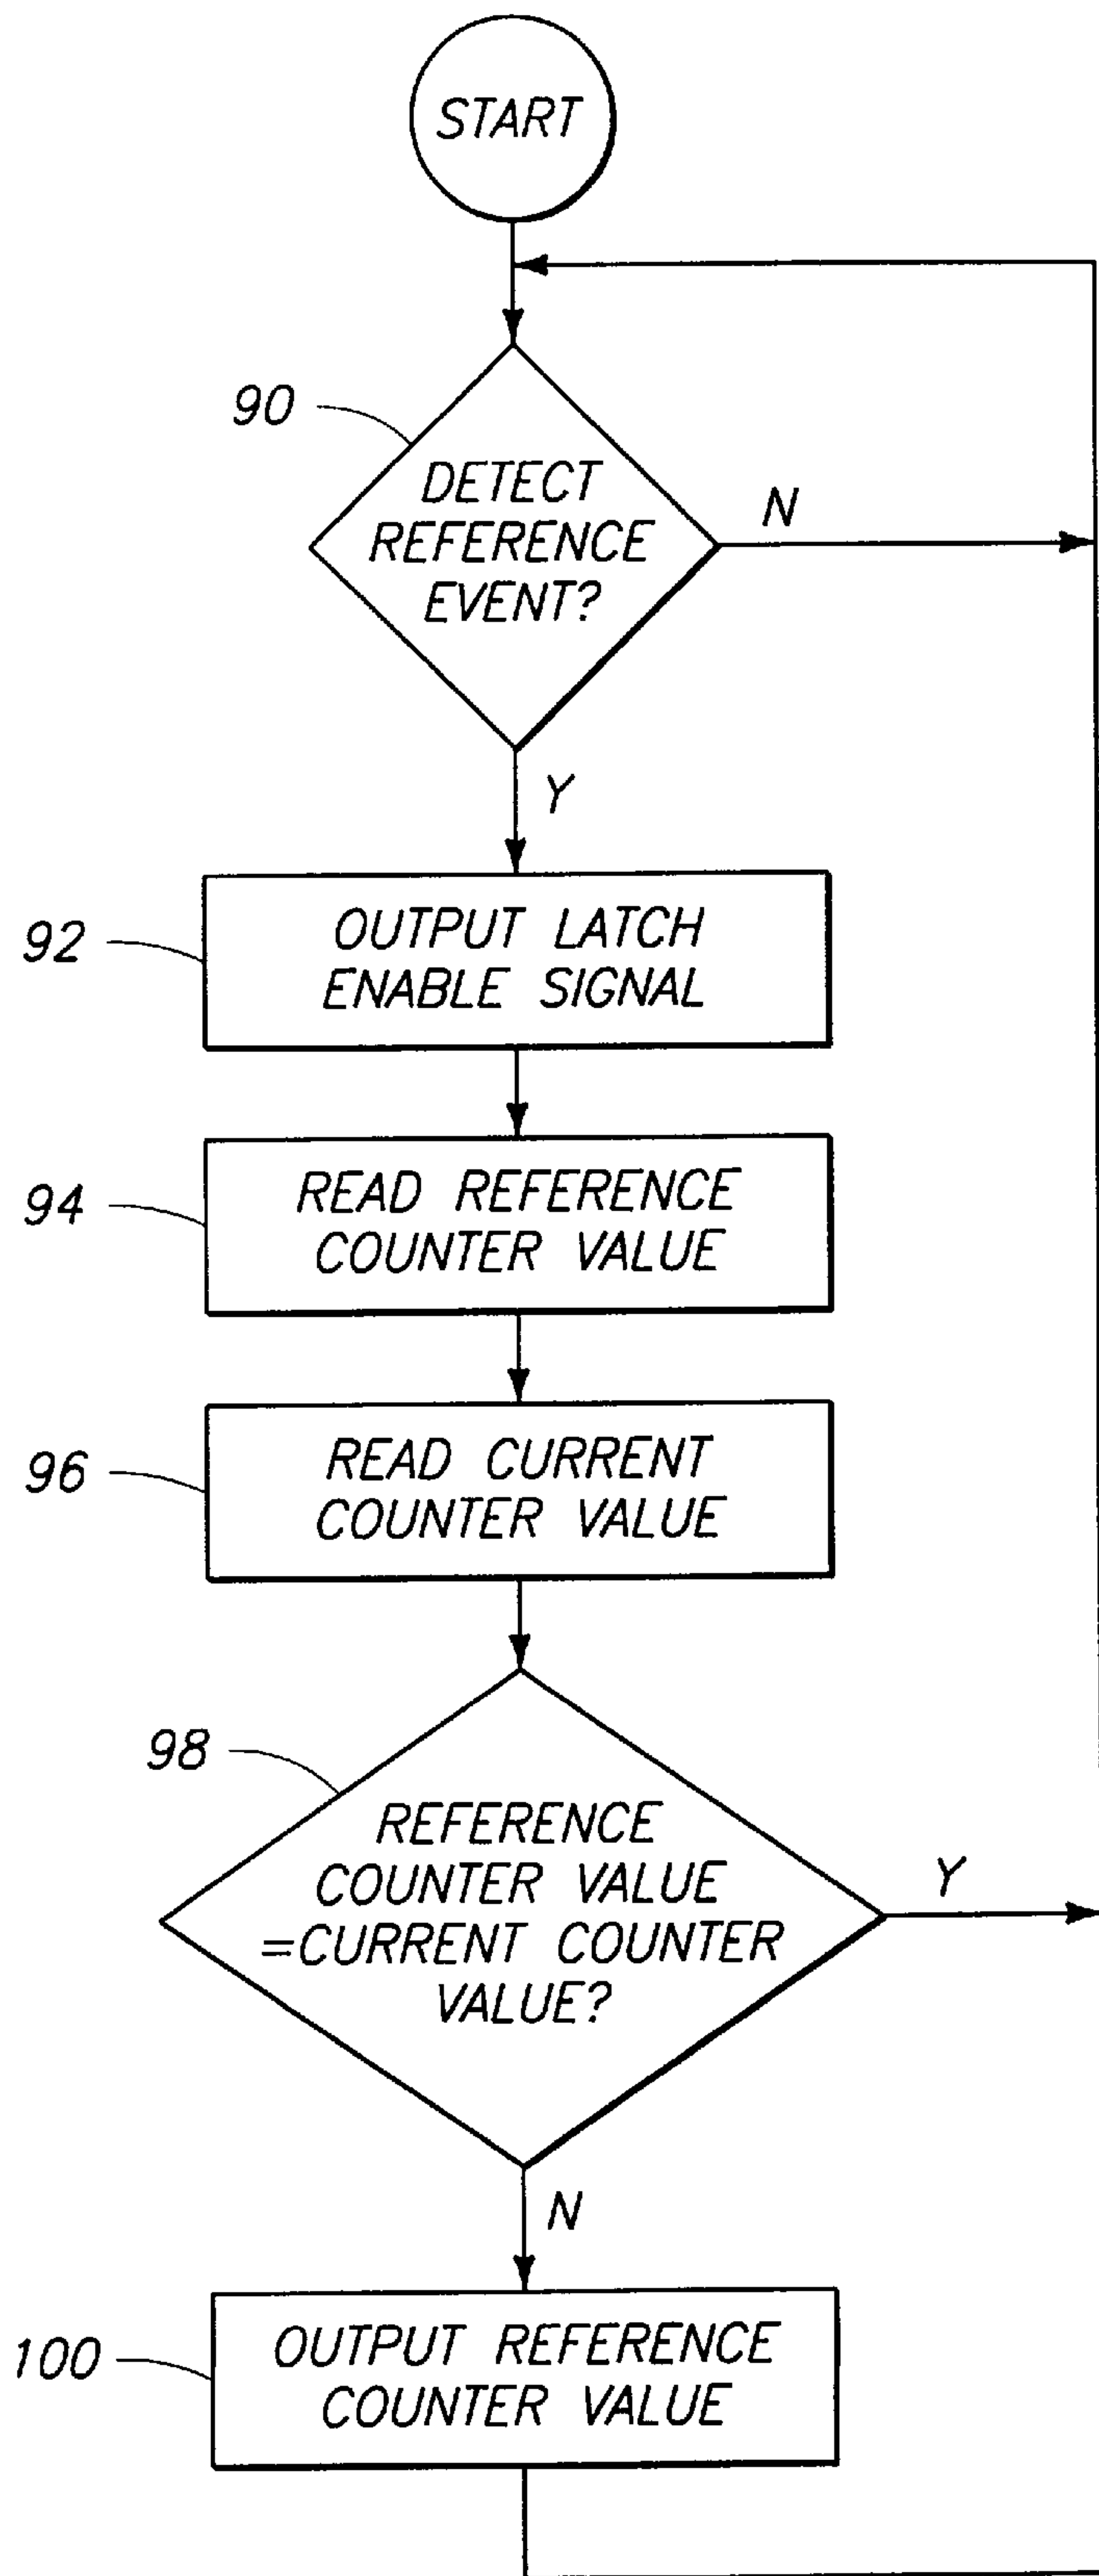 START
90
DETECT
REFERENCE
EVENT?
N
Y
92
OUTPUT LATCH
ENABLE SIGNAL
94
READ REFERENCE
COUNTER VALUE
96
READ CURRENT
COUNTER VALUE
98
REFERENCE
COUNTER VALUE
=CURRENT COUNTER
VALUE?
Y
N
100
OUTPUT REFERENCE
COUNTER VALUE